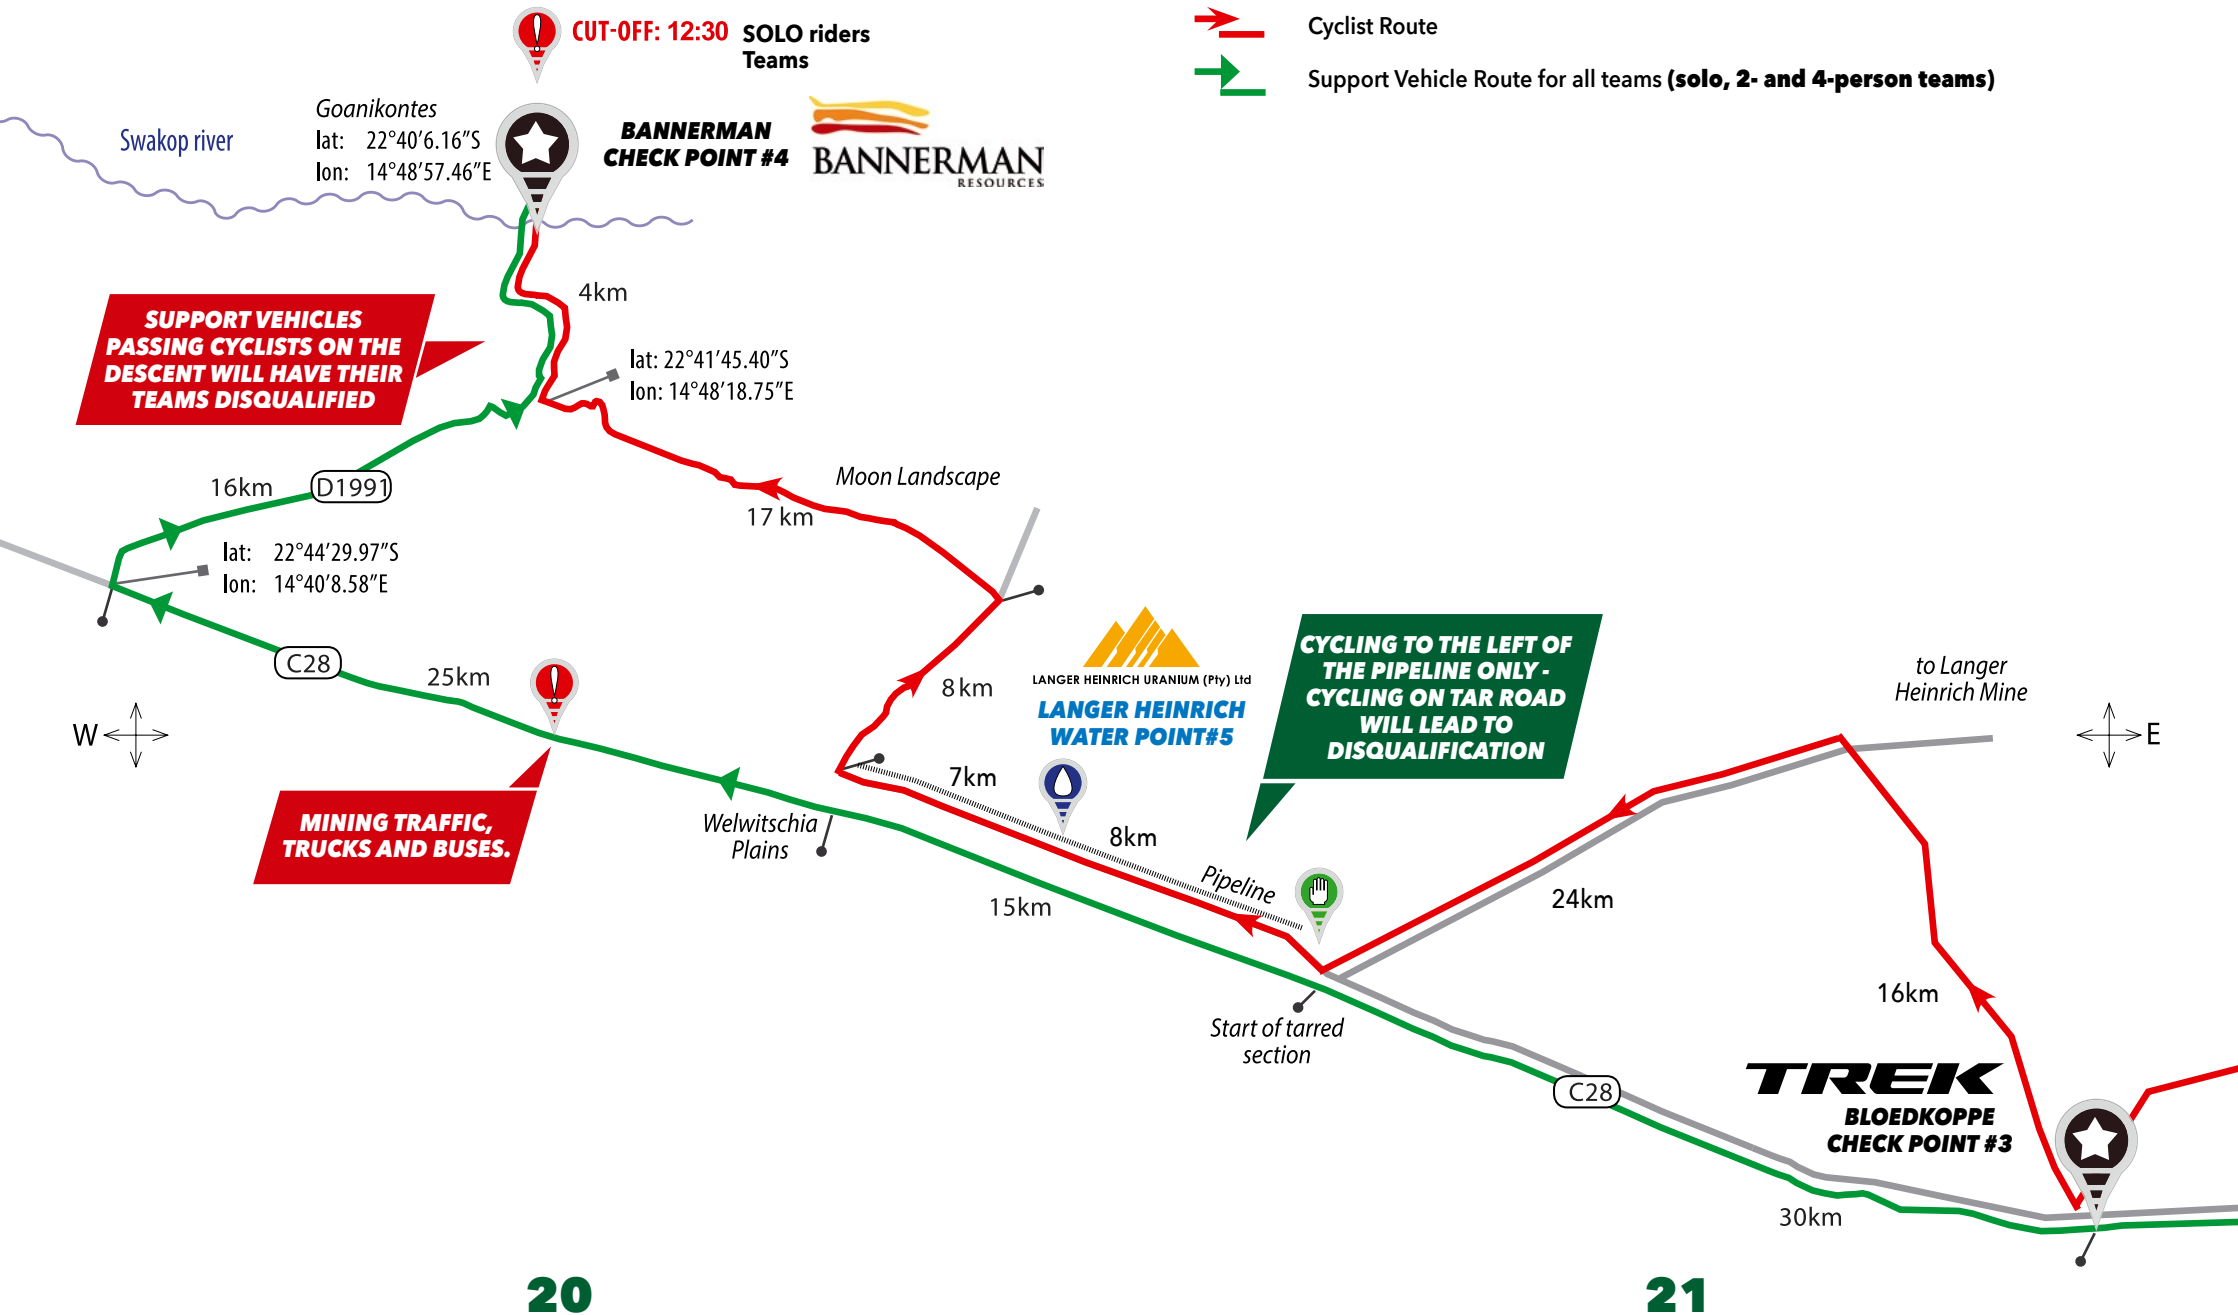 CUT-OFF: 12:30 SOLO riders
Teams
Cyclist Route
Support Vehicle Route for all teams (solo, 2- and 4-person teams)
Goanikontes
lat: 22°40’6.16”S
lon: 14°48’57.46”E
Swakop river
BANNERMAN
CHECK POINT #4
BANNERMAN
RESOURCES
4km
SUPPORT VEHICLES
PASSING CYCLISTS ON THE
DESCENT WILL HAVE THEIR
TEAMS DISQUALIFIED
lat: 22°41’45.40”S
lon: 14°48’18.75”E
16km
D1991
Moon Landscape
17 km
lat: 22°44’29.97”S
lon: 14°40’8.58”E
C28
25km
8km
LANGER HEINRICH URANIUM (Pty) Ltd
LANGER HEINRICH
WATER POINT#5
CYCLING TO THE LEFT OF
THE PIPELINE ONLY -
CYCLING ON TAR ROAD
WILL LEAD TO
DISQUALIFICATION
to Langer
Heinrich Mine
W
E
7km
8km
MINING TRAFFIC,
TRUCKS AND BUSES.
Welwitschia
Plains
Pipeline
15km
24km
16km
Start of tarred
section
C28
TREK
BLOEDKOPPE
CHECK POINT #3
30km
20
21